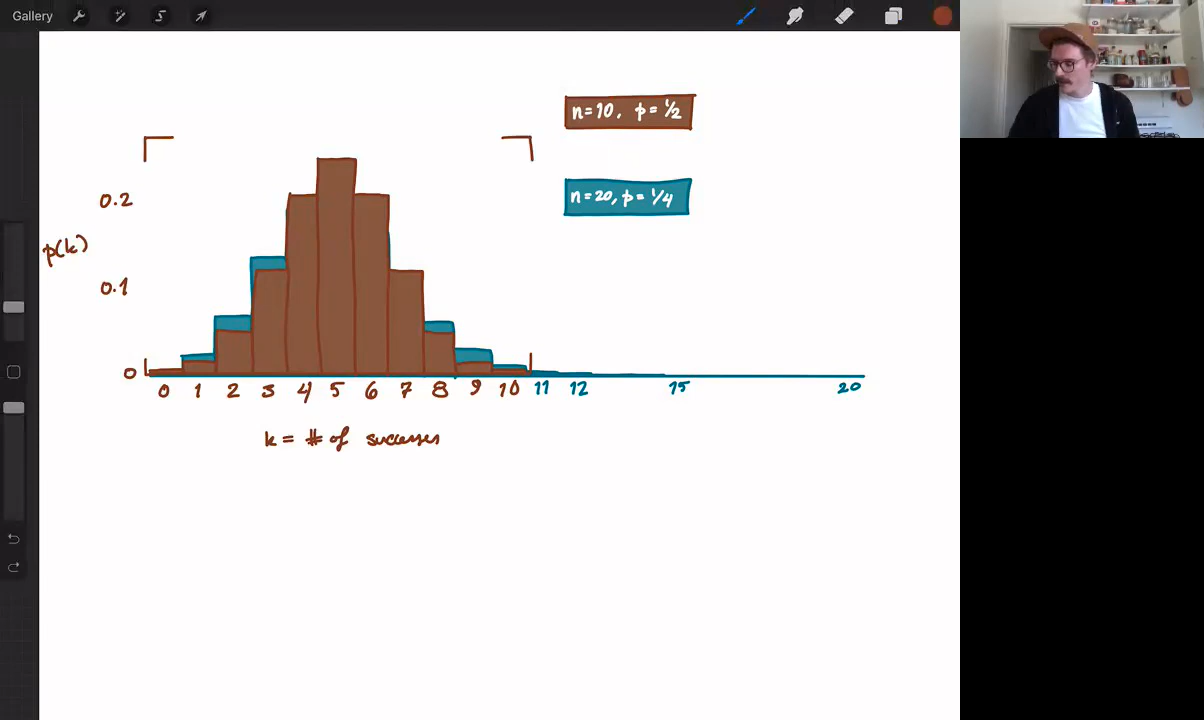 Gallery
n=10, p=1/2
n=20, p=1/4
0.2
p(k)
0.1
0
0 1 2 3 4 5 6 7 8 9 10 11 12 15 20
k = # of successes